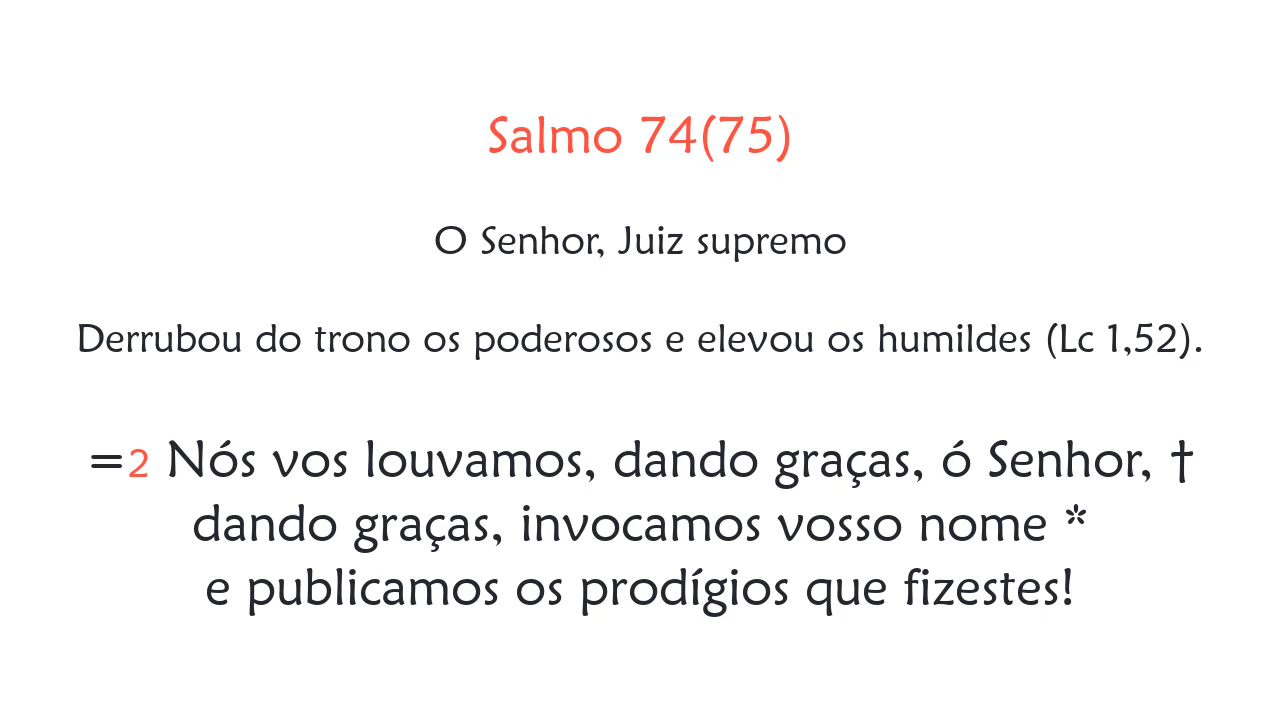 Salmo 74(75)
O Senhor, Juiz supremo
Derrubou do trono os poderosos e elevou os humildes (Lc 1,52).
=2 Nós vos louvamos, dando graças, ó Senhor, †
dando graças, invocamos vosso nome *
e publicamos os prodígios que fizestes!